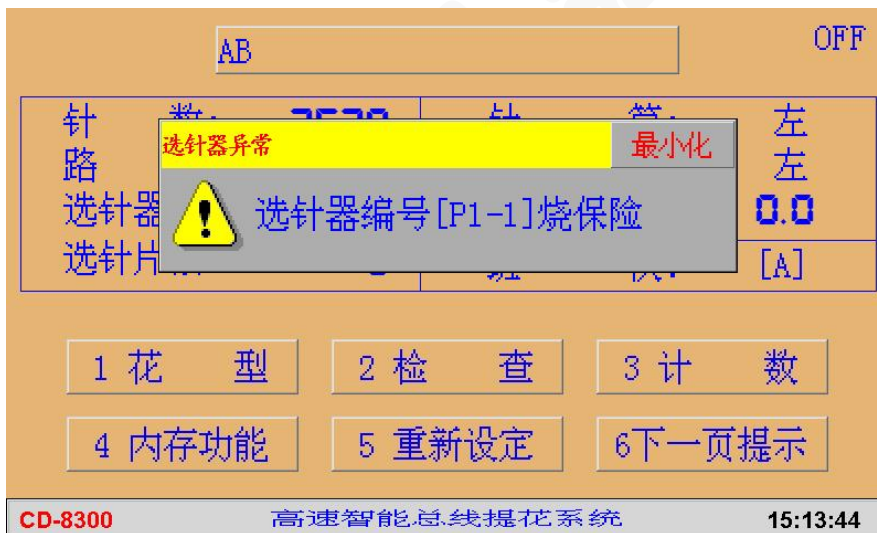 AB
OFF
针 左
路 左
选针器异常 最小化
选针器 0.0
选针器编号[P1-1]烧保险
选针片 [A]
1 花 型 2 检 查 3 计 数
4 内存功能 5 重新设定 6下一页提示
CD-8300 高速智能总线提花系统 15:13:44